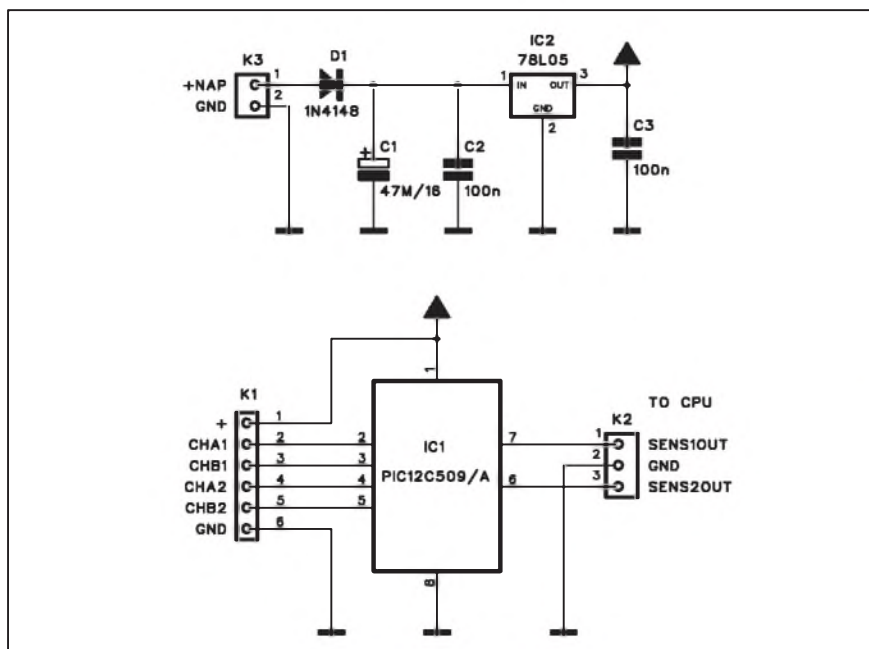 K3
+NAP
GND
1
2
D1
1N4148
+
C1
47M/16
C2
100n
IC2
78L05
1
IN
OUT
3
GND
2
C3
100n
K1
+
CHA1
CHB1
CHA2
CHB2
GND
1
2
3
4
5
6
1
2
3
4
5
IC1
PIC12C509/A
7
6
8
TO CPU
K2
1
2
3
SENS1OUT
GND
SENS2OUT